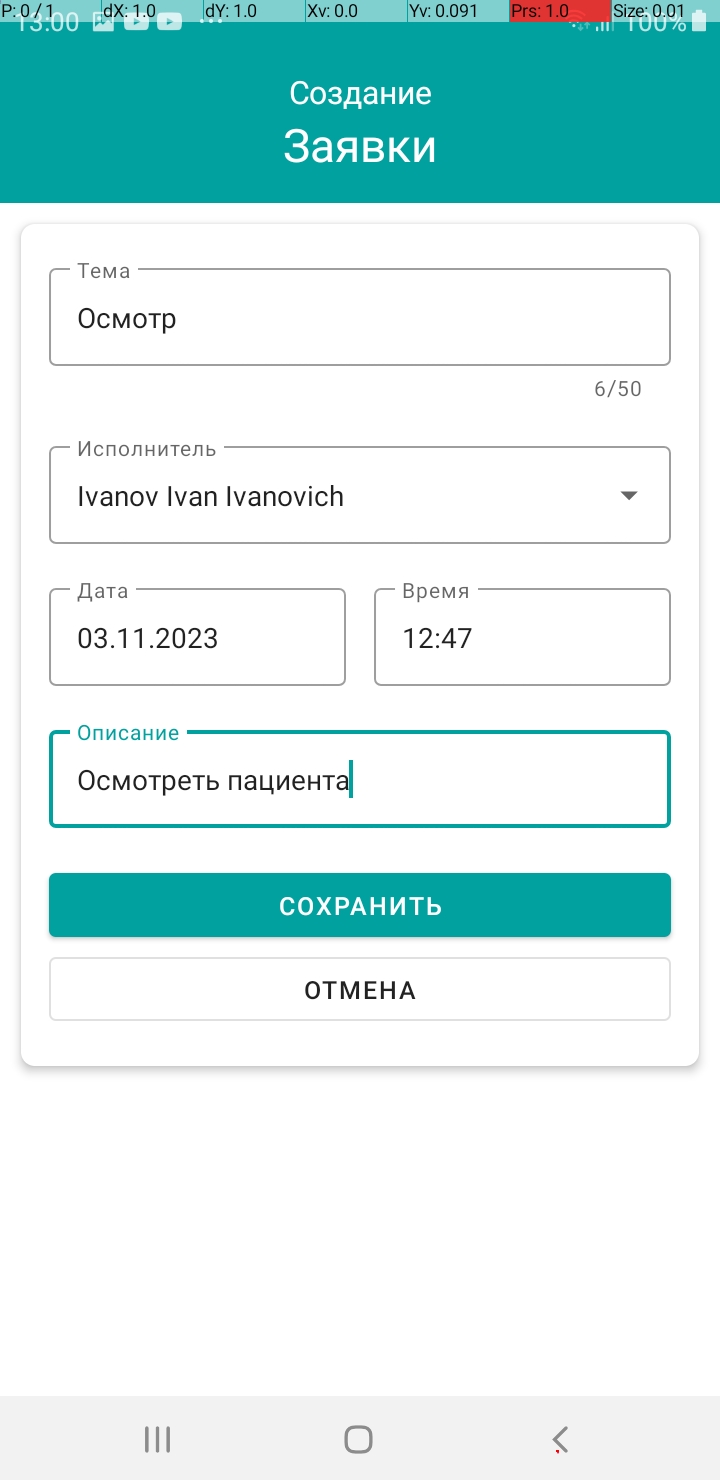 P: 0 / 1 dX: 1.0 dY: 1.0 Xv: 0.0 Yv: 0.091 Prs: 1.0 Size: 0.01
13:00 100%
Создание
Заявки
Тема
Осмотр
6/50
Исполнитель
Ivanov Ivan Ivanovich
Дата Время
03.11.2023 12:47
Описание
Осмотреть пациента
СОХРАНИТЬ
ОТМЕНА